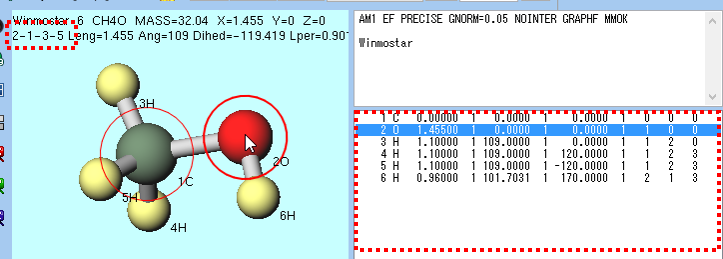 Winmostar 6 CH4O MASS=32.04 X=1.455 Y=0 Z=0
2-1-3-5 Leng=1.455 Ang=109 Dihed=-119.419 Lper=0.901
3H
2O
1C
5H
6H
4H
AM1 EF PRECISE GNORM=0.05 NOINTER GRAPHF MMOK
Winmostar
1 C 0.00000 1 0.0000 1 0.0000 1 0 0 0
2 O 1.45500 1 0.0000 1 0.0000 1 1 0 0
3 H 1.10000 1 109.0000 1 0.0000 1 1 2 0
4 H 1.10000 1 109.0000 1 120.0000 1 1 2 3
5 H 1.10000 1 109.0000 1 -120.0000 1 1 2 3
6 H 0.96000 1 101.7031 1 170.0000 1 2 1 3